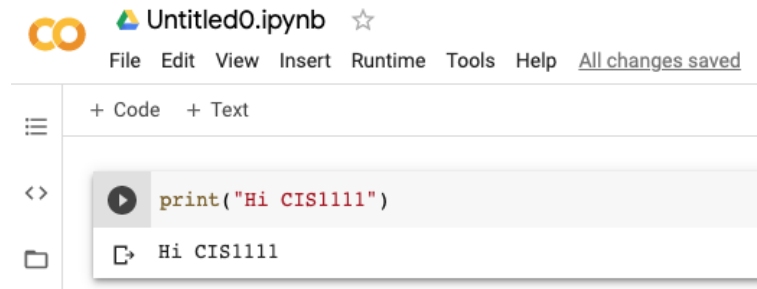 Untitled0.ipynb
File Edit View Insert Runtime Tools Help All changes saved
+ Code + Text
print("Hi CIS1111")
Hi CIS1111